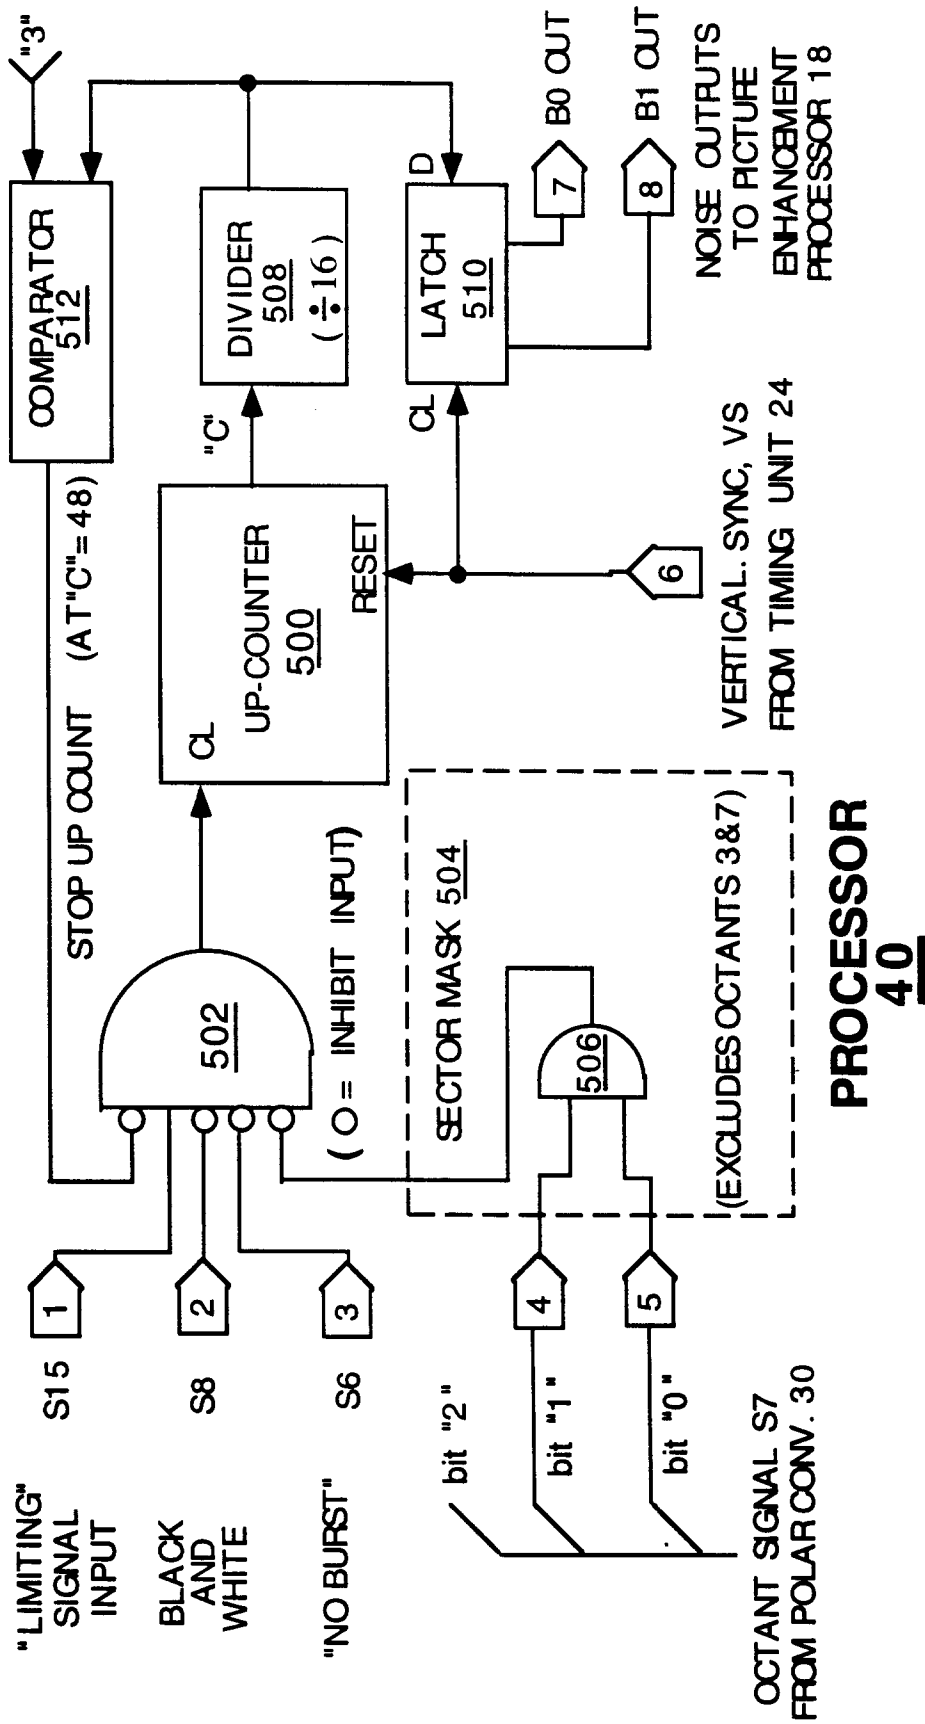 "LIMITING"
SIGNAL
INPUT
S15
1
BLACK
AND
WHITE
S8
2
"NO BURST"
S6
3
502
( O = INHIBIT INPUT)
STOP UP COUNT (AT "C"= 48)
COMPARATOR
512
"3"
CL
UP-COUNTER
500
RESET
"C"
DIVIDER
508
( ÷16 )
CL
LATCH
510
D
7
B0 OUT
8
B1 OUT
NOISE OUTPUTS
TO PICTURE
ENHANCEMENT
PROCESSOR 18
6
VERTICAL. SYNC, VS
FROM TIMING UNIT 24
SECTOR MASK 504
506
(EXCLUDES OCTANTS 3&7)
bit "2"
bit "1"
4
bit "0"
5
OCTANT SIGNAL S7
FROM POLAR CONV. 30
PROCESSOR
40